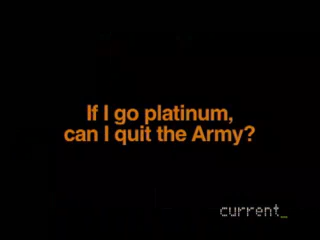 If I go platinum,
can I quit the Army?
current_